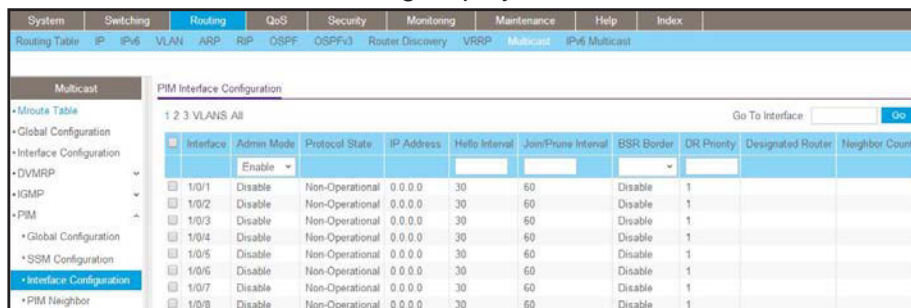 System Switching Routing QoS Security Monitoring Maintenance Help Index
Routing Table IP IPv6 VLAN ARP RIP OSPF OSPFv3 Router Discovery VRRP Multicast IPv6 Multicast
Multicast
PIM Interface Configuration
Mroute Table
1 2 3 VLANS All Go To Interface Go
Global Configuration
Interface Configuration
Interface Admin Mode Protocol State IP Address Hello Interval Join/Prune Interval BSR Border DR Priority Designated Router Neighbor Count
DVMRP
Enable
IGMP
1/0/1 Disable Non-Operational 0.0.0.0 30 60 Disable 1
1/0/2 Disable Non-Operational 0.0.0.0 30 60 Disable 1
PIM
1/0/3 Disable Non-Operational 0.0.0.0 30 60 Disable 1
Global Configuration
1/0/4 Disable Non-Operational 0.0.0.0 30 60 Disable 1
SSM Configuration
1/0/5 Disable Non-Operational 0.0.0.0 30 60 Disable 1
1/0/6 Disable Non-Operational 0.0.0.0 30 60 Disable 1
Interface Configuration
1/0/7 Disable Non-Operational 0.0.0.0 30 60 Disable 1
PIM Neighbor
1/0/8 Disable Non-Operational 0.0.0.0 30 60 Disable 1